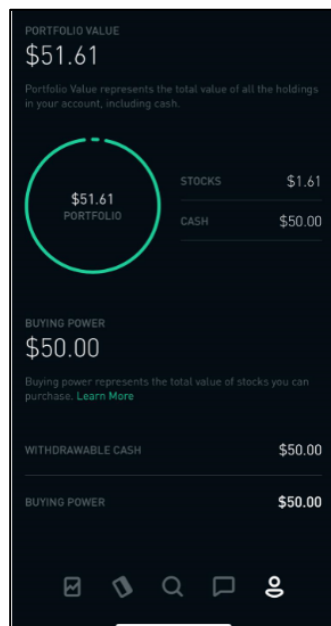 PORTFOLIO VALUE
$51.61
Portfolio Value represents the total value of all the holdings
in your account, including cash.
$51.61
PORTFOLIO
STOCKS $1.61
CASH $50.00
BUYING POWER
$50.00
Buying power represents the total value of stocks you can
purchase. Learn More
WITHDRAWABLE CASH $50.00
BUYING POWER $50.00